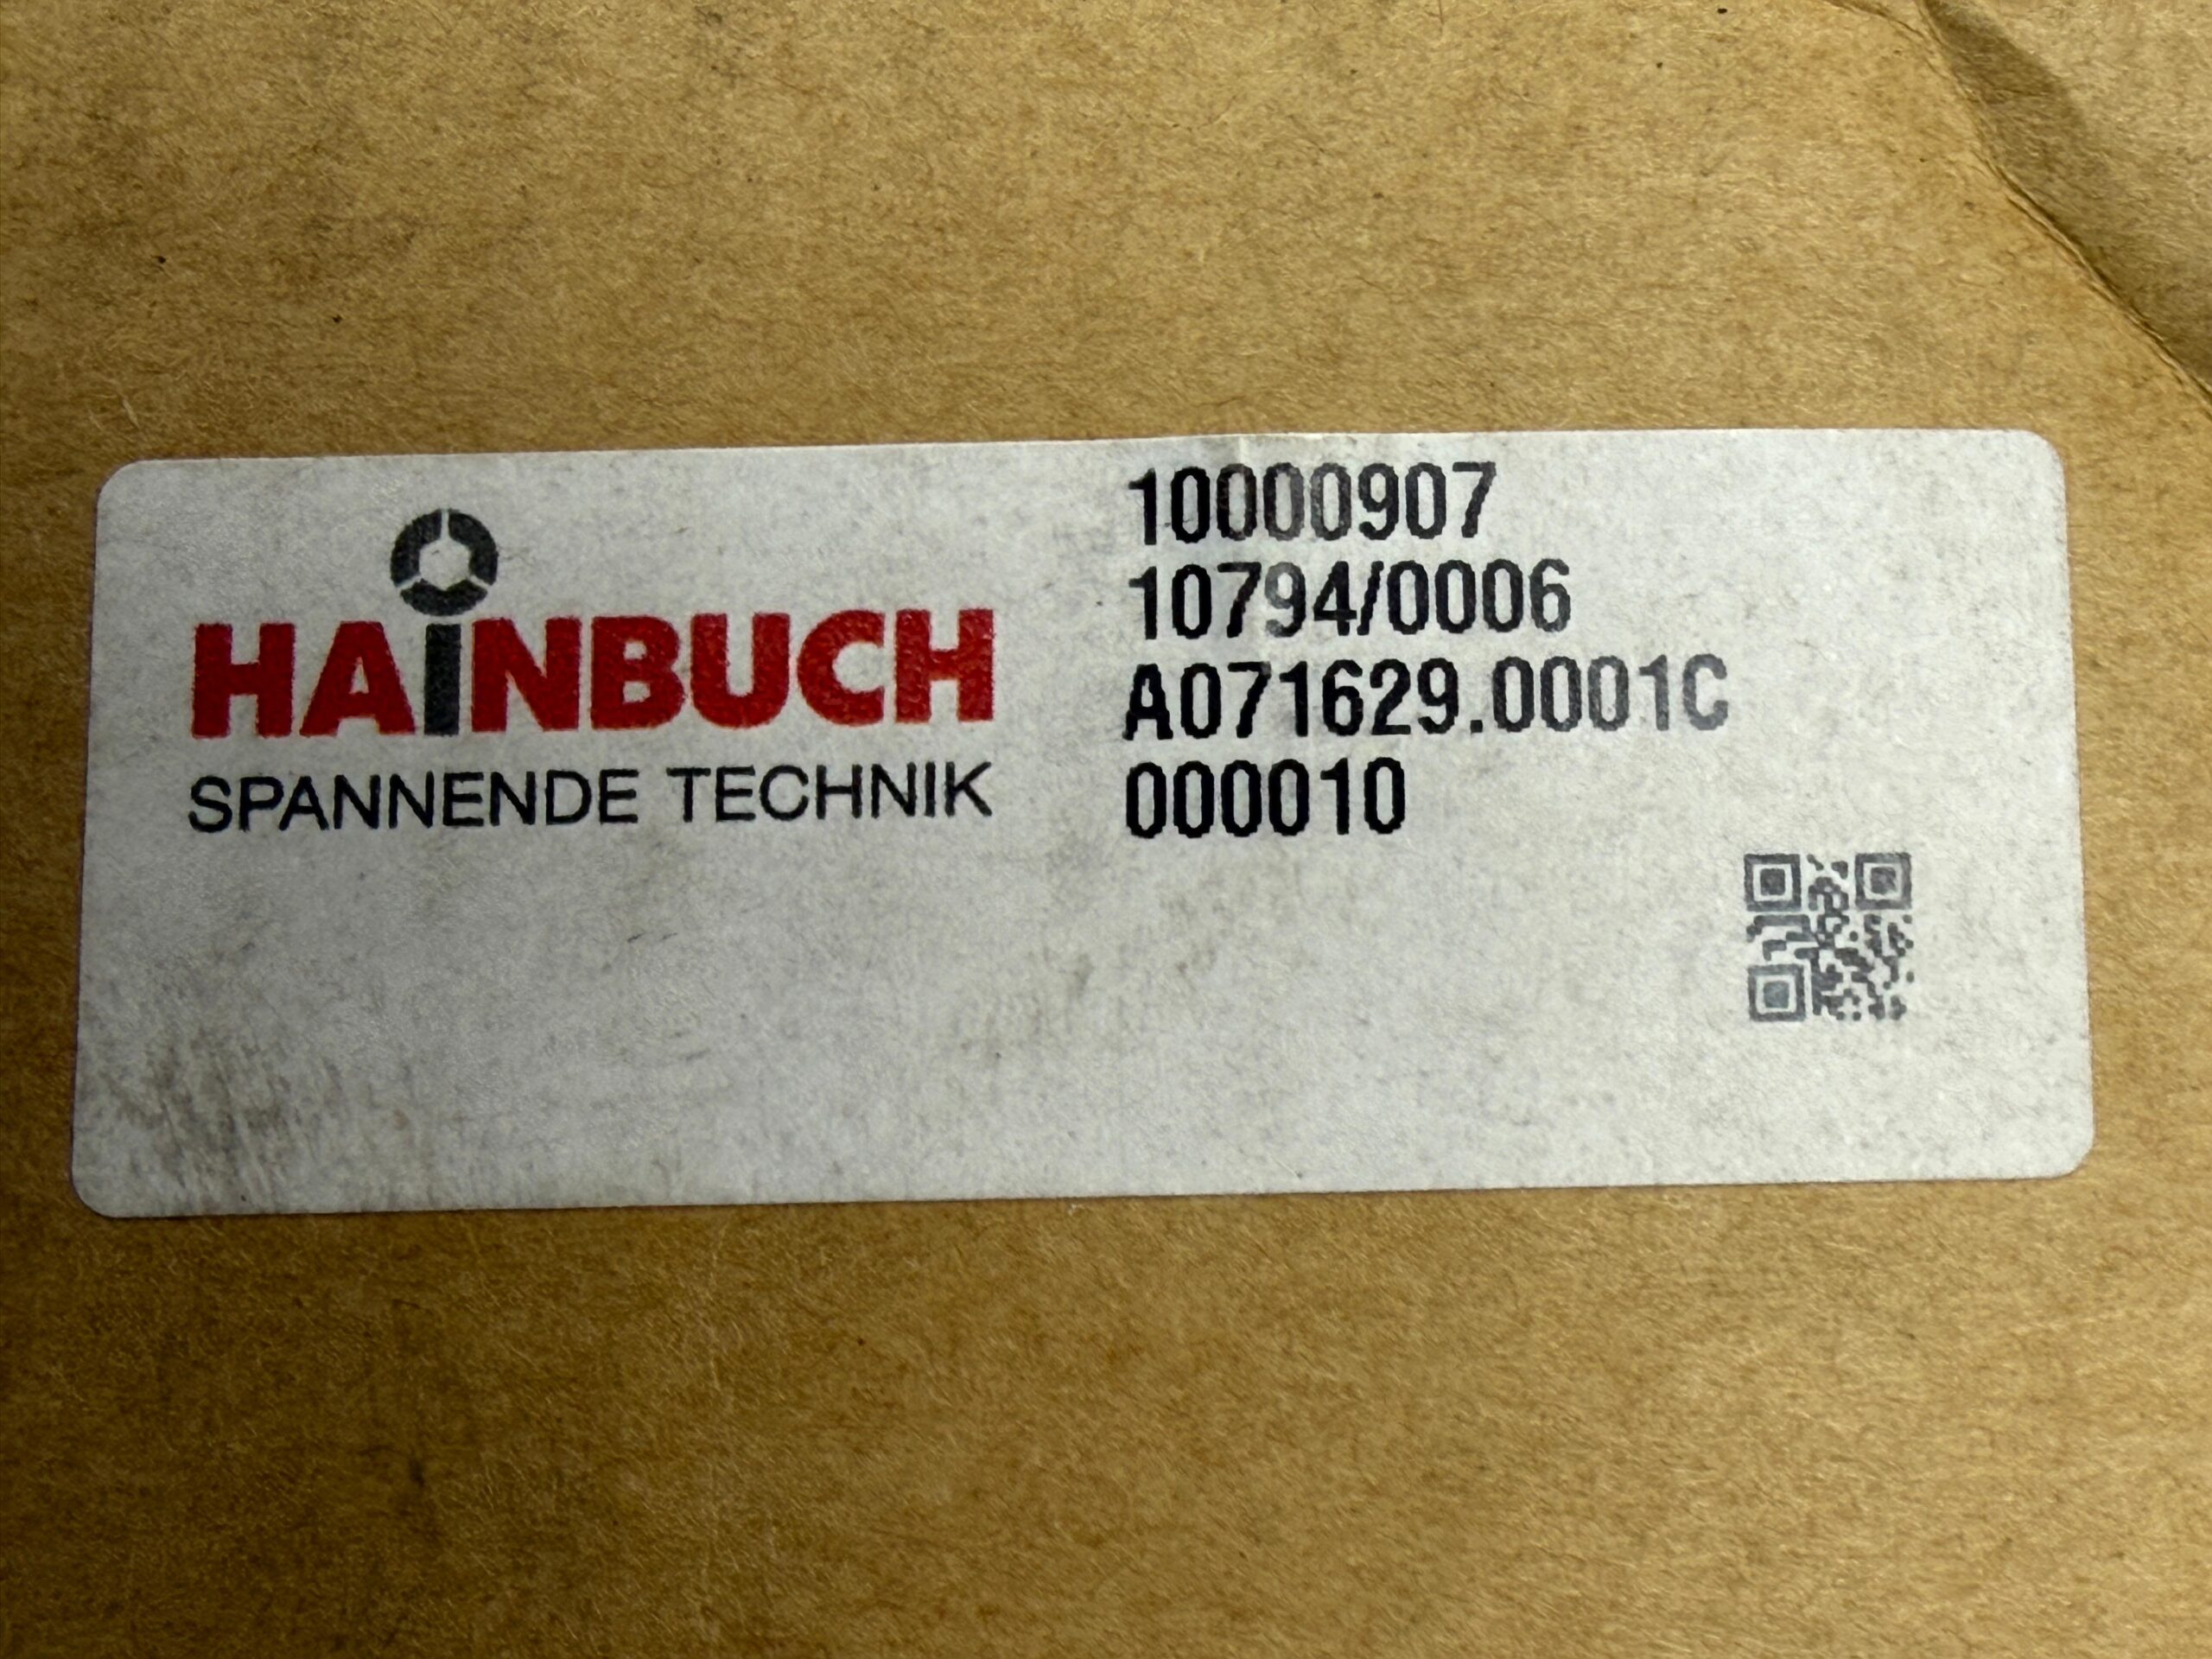 HAiNBUCH
SPANNENDE TECHNIK
10000907
10794/0006
A071629.0001C
000010